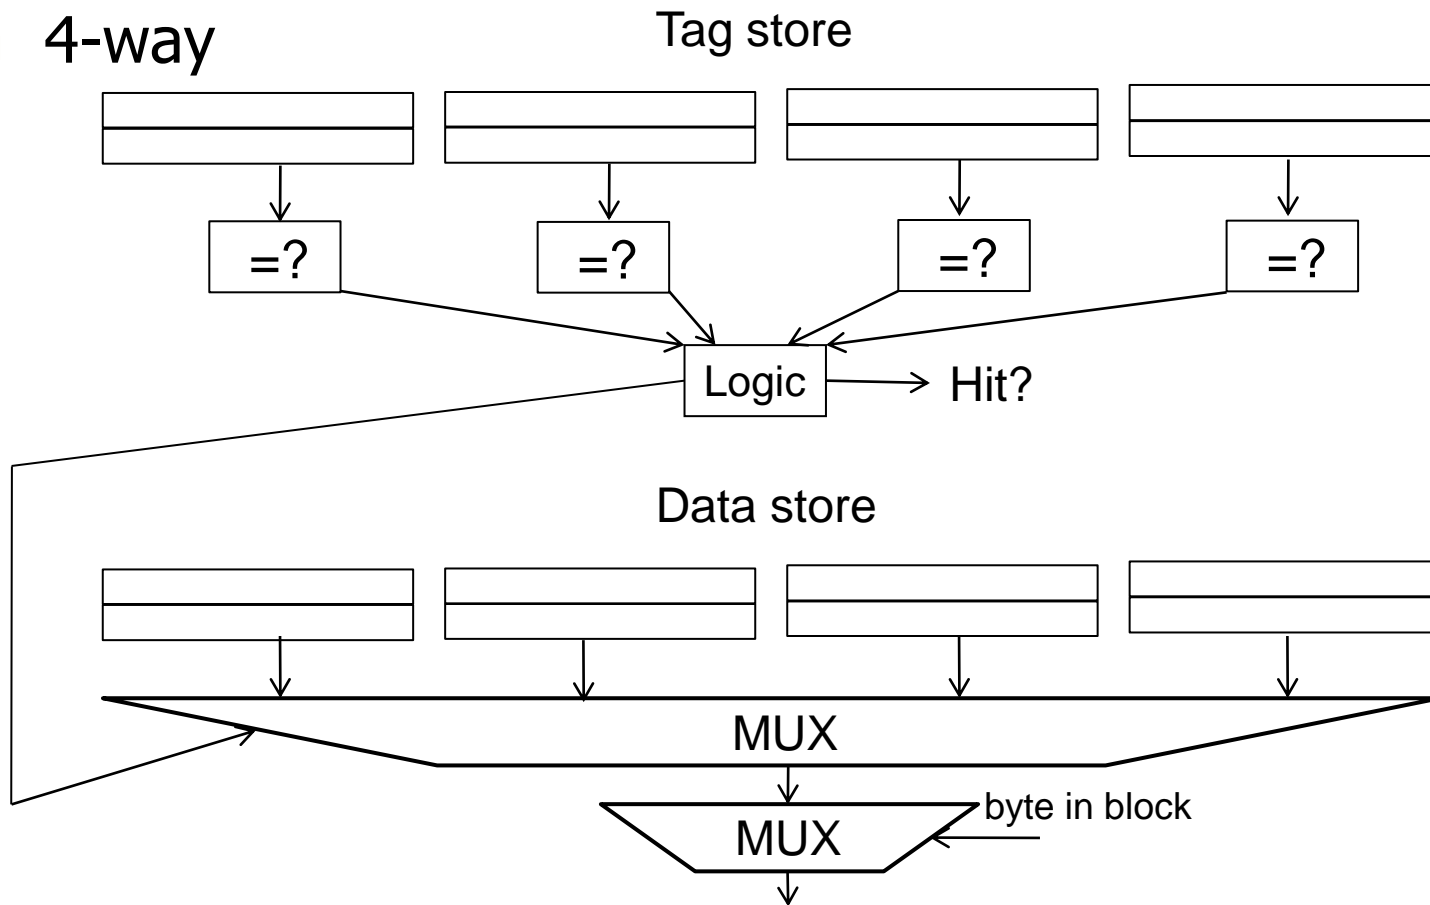 4-way
Tag store
=?
=?
=?
=?
Logic
Hit?
Data store
MUX
byte in block
MUX